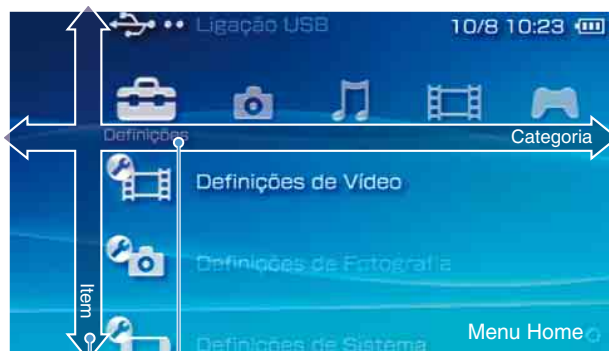 Ligação USB
10/8 10:23
Definições
Categoria
Definições de Vídeo
Definições de Fotografia
Item
Definições de Sistema
Menu Home